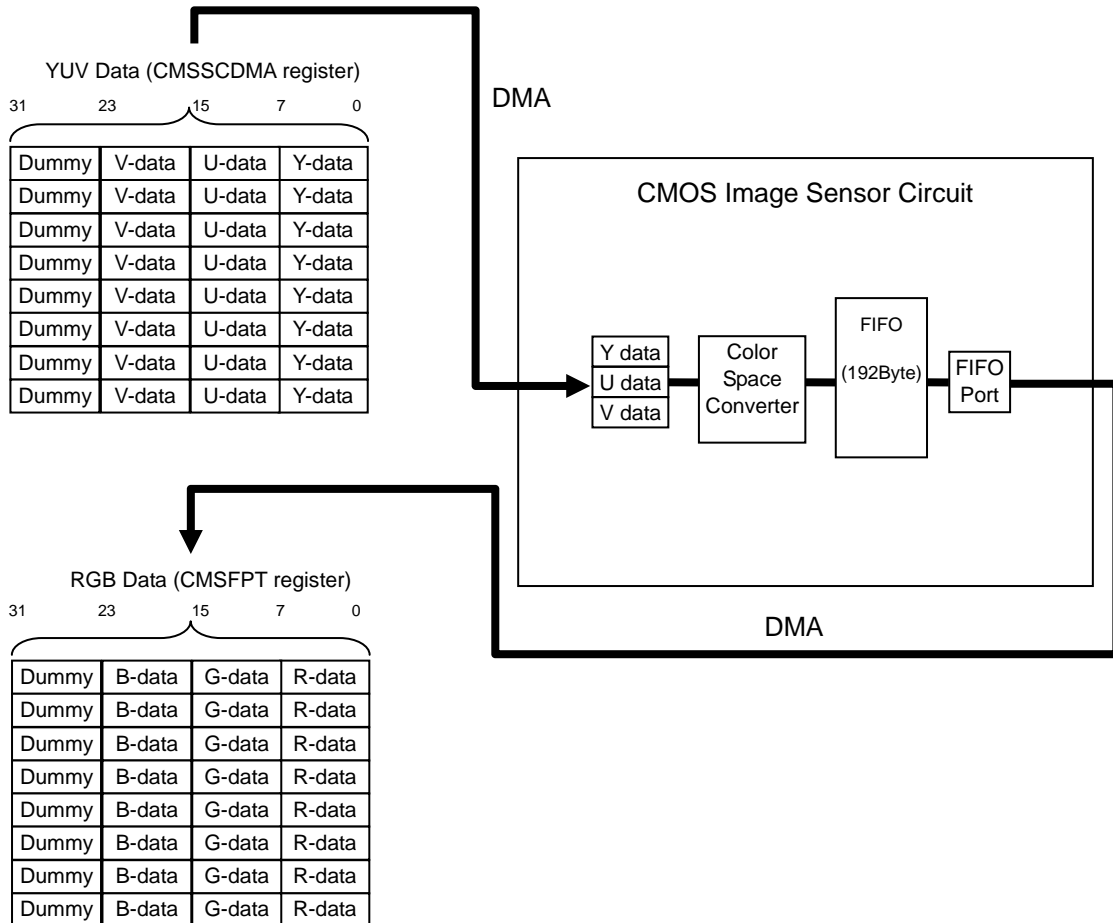 YUV Data (CMSSCDMA register)
31 23 15 7 0
Dummy V-data U-data Y-data
Dummy V-data U-data Y-data
Dummy V-data U-data Y-data
Dummy V-data U-data Y-data
Dummy V-data U-data Y-data
Dummy V-data U-data Y-data
Dummy V-data U-data Y-data
Dummy V-data U-data Y-data
DMA
CMOS Image Sensor Circuit
Y data
U data
V data
Color
Space
Converter
FIFO
(192Byte)
FIFO
Port
DMA
RGB Data (CMSFPT register)
31 23 15 7 0
Dummy B-data G-data R-data
Dummy B-data G-data R-data
Dummy B-data G-data R-data
Dummy B-data G-data R-data
Dummy B-data G-data R-data
Dummy B-data G-data R-data
Dummy B-data G-data R-data
Dummy B-data G-data R-data